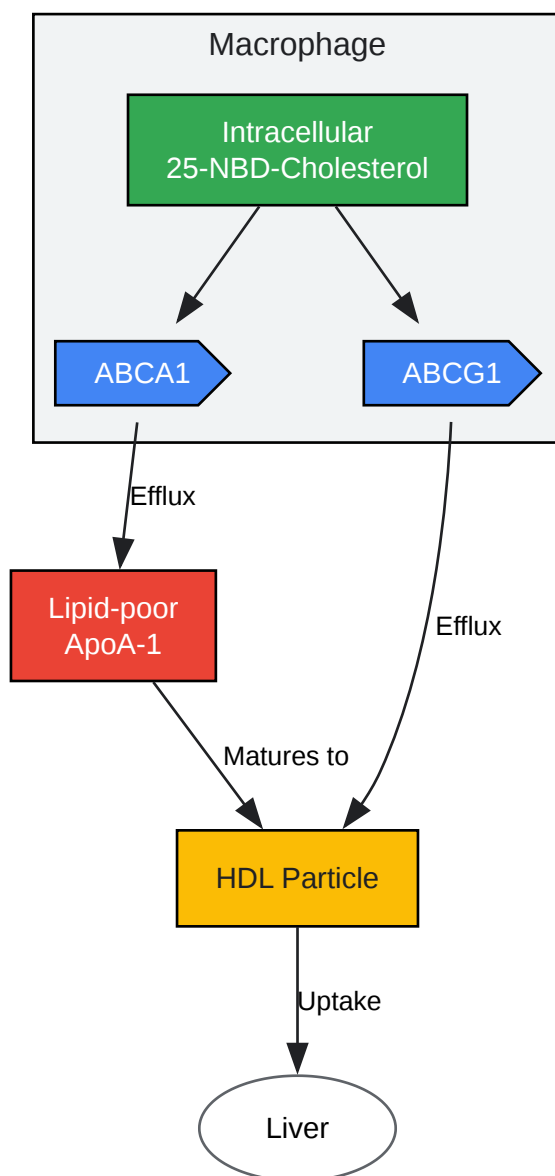 Macrophage
Intracellular
25-NBD-Cholesterol
ABCA1
ABCG1
Efflux
Lipid-poor
ApoA-1
Efflux
Matures to
HDL Particle
Uptake
Liver